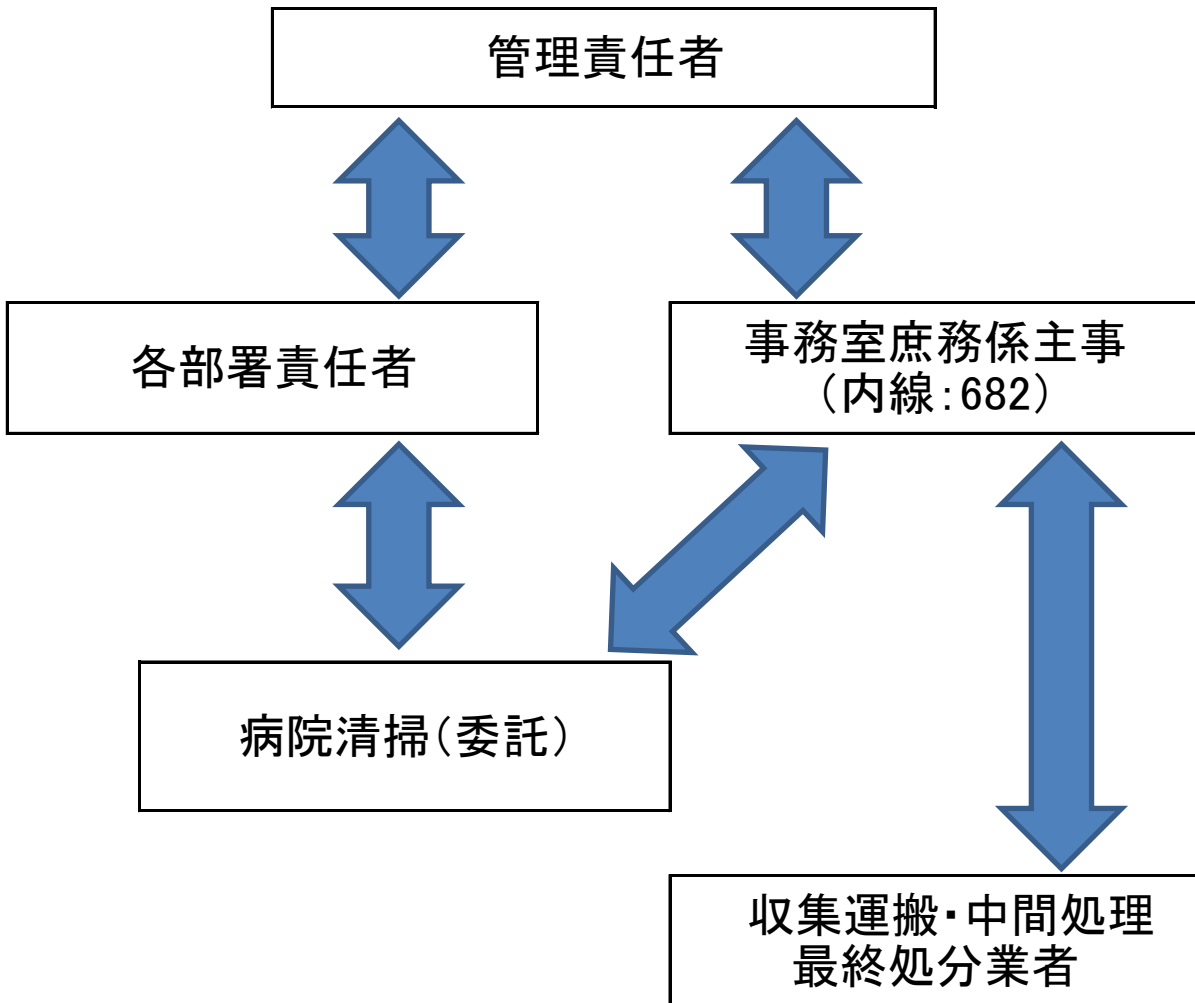 管理責任者
各部署責任者
事務室庶務係主事
（内線：682）
病院清掃（委託）
収集運搬・中間処理
最終処分業者